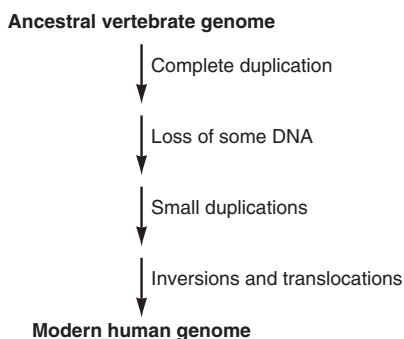 Ancestral vertebrate genome
Complete duplication
Loss of some DNA
Small duplications
Inversions and translocations
Modern human genome